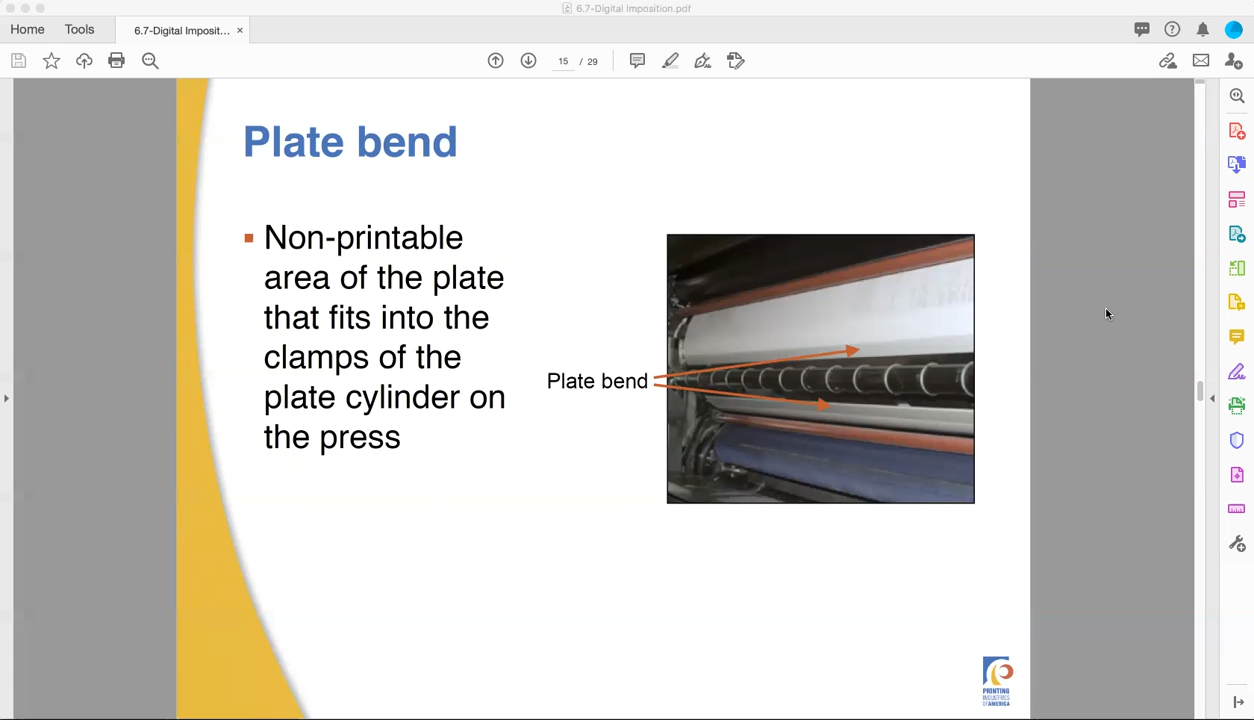 6.7-Digital Imposition.pdf
Home
Tools
6.7-Digital Imposit... ×
15 / 29
Plate bend
Non-printable
area of the plate
that fits into the
clamps of the
plate cylinder on
the press
Plate bend
PRINTING
INDUSTRIES
OF AMERICA